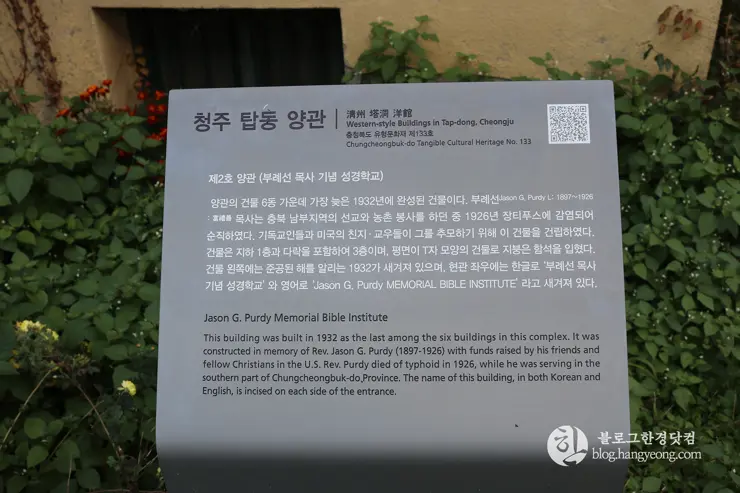 청주 탑동 양관
淸州 塔洞 洋館
Western-style Buildings in Tap-dong, Cheongju
충청북도 유형문화재 제133호
Chungcheongbuk-do Tangible Cultural Heritage No. 133
제2호 양관 (부례선 목사 기념 성경학교)
양관의 건물 6동 가운데 가장 늦은 1932년에 완성된 건물이다. 부례선Jason G. Purdy L: 1897~1926
목사는 충북 남부지역의 선교와 농촌 봉사를 하던 중 1926년 장티푸스에 감염되어
순직하였다. 기독교인들과 미국의 친지·교우들이 그를 추모하기 위해 이 건물을 건립하였다.
건물은 지하 1층과 다락을 포함하여 3층이며, 평면이 T자 모양의 건물로 지붕은 함석을 입혔다.
건물 왼쪽에는 준공된 해를 알리는 1932가 새겨져 있으며, 현관 좌우에는 한글로 '부례선 목사
기념 성경학교' 와 영어로 'Jason G. Purdy MEMORIAL BIBLE INSTITUTE' 라고 새겨져 있다.
Jason G. Purdy Memorial Bible Institute
This building was built in 1932 as the last among the six buildings in this complex. It was
constructed in memory of Rev. Jason G. Purdy (1897-1926) with funds raised by his friends and
fellow Christians in the U.S. Rev. Purdy died of typhoid in 1926, while he was serving in the
southern part of Chungcheongbuk-do,Province. The name of this building, in both Korean and
English, is incised on each side of the entrance.
한
블로그한경닷컴
blog.hangyeong.com